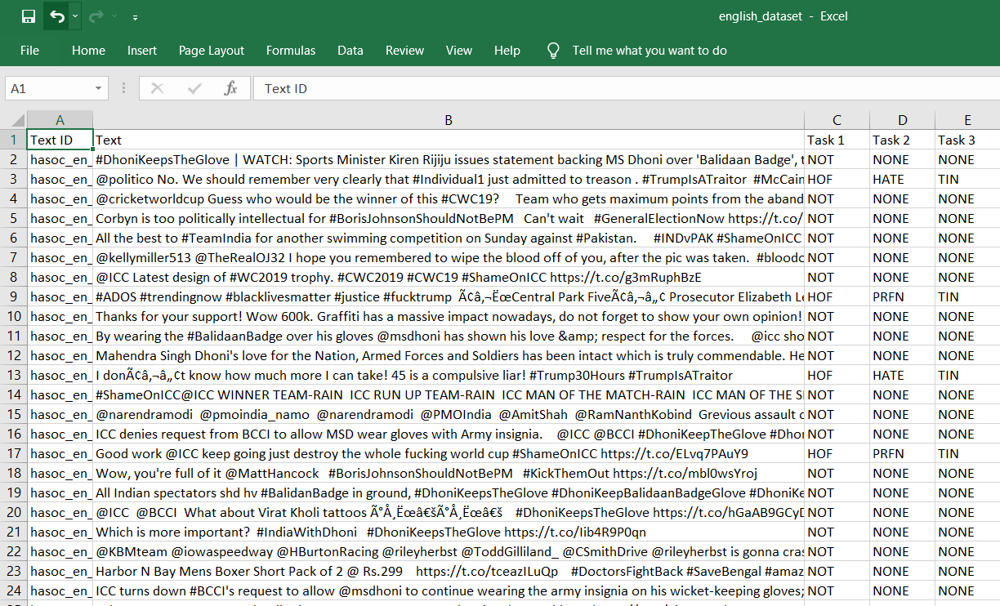 english_dataset - Excel
File Home Insert Page Layout Formulas Data Review View Help Tell me what you want to do
A1 fx Text ID
A B C D E
1 Text ID Text Task 1 Task 2 Task 3
2 hasoc_en_ #DhoniKeepsTheGlove | WATCH: Sports Minister Kiren Rijiju issues statement backing MS Dhoni over 'Balidaan Badge', t NOT NONE NONE
3 hasoc_en_ @politico No. We should remember very clearly that #Individual1 just admitted to treason . #TrumpIsATraitor #McCain HOF HATE TIN
4 hasoc_en_ @cricketworldcup Guess who would be the winner of this #CWC19? Team who gets maximum points from the aband NOT NONE NONE
5 hasoc_en_ Corbyn is too politically intellectual for #BorisJohnsonShouldNotBePM Can't wait #GeneralElectionNow https://t.co/ NOT NONE NONE
6 hasoc_en_ All the best to #TeamIndia for another swimming competition on Sunday against #Pakistan. #INDvPAK #ShameOnICC NOT NONE NONE
7 hasoc_en_ @kellymiller513 @TheRealOJ32 I hope you remembered to wipe the blood off of you, after the pic was taken. #bloodc NOT NONE NONE
8 hasoc_en_ @ICC Latest design of #WC2019 trophy. #CWC2019 #CWC19 #ShameOnICC https://t.co/g3mRuphBzE NOT NONE NONE
9 hasoc_en_ #ADOS #trendingnow #blacklivesmatter #justice #fucktrump Ã¢â‚¬ËœCentral Park FiveÃ¢â‚¬â„¢ Prosecutor Elizabeth Le HOF PRFN TIN
10 hasoc_en_ Thanks for your support! Wow 600k. Graffiti has a massive impact nowadays, do not forget to show your own opinion! NOT NONE NONE
11 hasoc_en_ By wearing the #BalidaanBadge over his gloves @msdhoni has shown his love &amp; respect for the forces. @icc sho NOT NONE NONE
12 hasoc_en_ Mahendra Singh Dhoni's love for the Nation, Armed Forces and Soldiers has been intact which is truly commendable. He NOT NONE NONE
13 hasoc_en_ I donÃ¢â‚¬â„¢t know how much more I can take! 45 is a compulsive liar! #Trump30Hours #TrumpIsATraitor HOF HATE TIN
14 hasoc_en_ #ShameOnICC@ICC WINNER TEAM-RAIN ICC RUN UP TEAM-RAIN ICC MAN OF THE MATCH-RAIN ICC MAN OF THE S NOT NONE NONE
15 hasoc_en_ @narendramodi @pmoindia_namo @narendramodi @PMOIndia @AmitShah @RamNanthKobind Grevious assault c NOT NONE NONE
16 hasoc_en_ ICC denies request from BCCI to allow MSD wear gloves with Army insignia. @ICC @BCCI #DhoniKeepTheGlove #Dhon NOT NONE NONE
17 hasoc_en_ Good work @ICC keep going just destroy the whole fucking world cup #ShameOnICC https://t.co/ELvq7PAuY9 HOF PRFN TIN
18 hasoc_en_ Wow, you're full of it @MattHancock #BorisJohnsonShouldNotBePM #KickThemOut https://t.co/mbl0wsYroj NOT NONE NONE
19 hasoc_en_ All Indian spectators shd hv #BalidanBadge in ground, #DhoniKeepsTheGlove #DhoniKeepBalidaanBadgeGlove #DhoniKe NOT NONE NONE
20 hasoc_en_ @ICC @BCCI What about Virat Kholi tattoos Ã°Å¸Ëœâ€šÃ°Å¸Ëœâ€š #DhoniKeepsTheGlove https://t.co/hGaAB9GCyD NOT NONE NONE
21 hasoc_en_ Which is more important? #IndiaWithDhoni #DhoniKeepsTheGlove https://t.co/Iib4R9P0qn NOT NONE NONE
22 hasoc_en_ @KBMteam @iowaspeedway @HBurtonRacing @rileyherbst @ToddGilliland_ @CSmithDrive @rileyherbst is gonna cras NOT NONE NONE
23 hasoc_en_ Harbor N Bay Mens Boxer Short Pack of 2 @ Rs.299 https://t.co/tceazILuQp #DoctorsFightBack #SaveBengal #amaz NOT NONE NONE
24 hasoc_en_ ICC turns down #BCCI's request to allow @msdhoni to continue wearing the army insignia on his wicket-keeping gloves; NOT NONE NONE